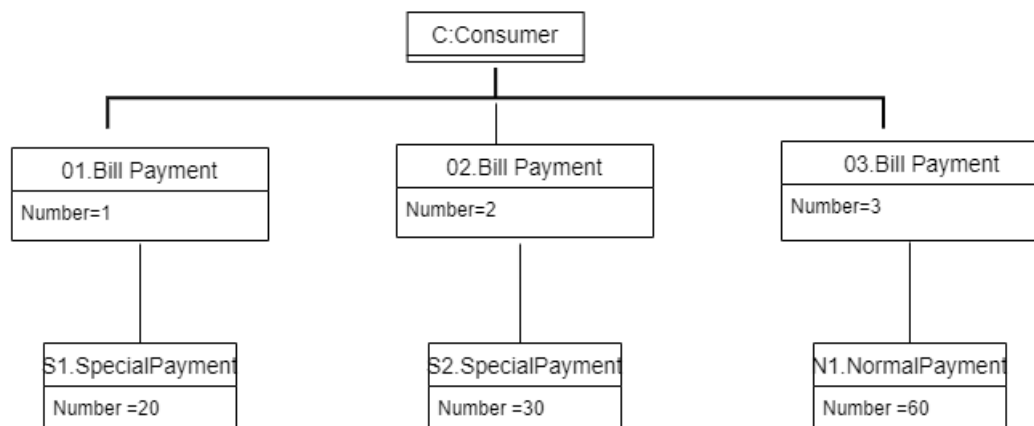 C:Consumer
01.Bill Payment
02.Bill Payment
03.Bill Payment
Number=1
Number=2
Number=3
S1.SpecialPayment
S2.SpecialPayment
N1.NormalPayment
Number =20
Number =30
Number =60